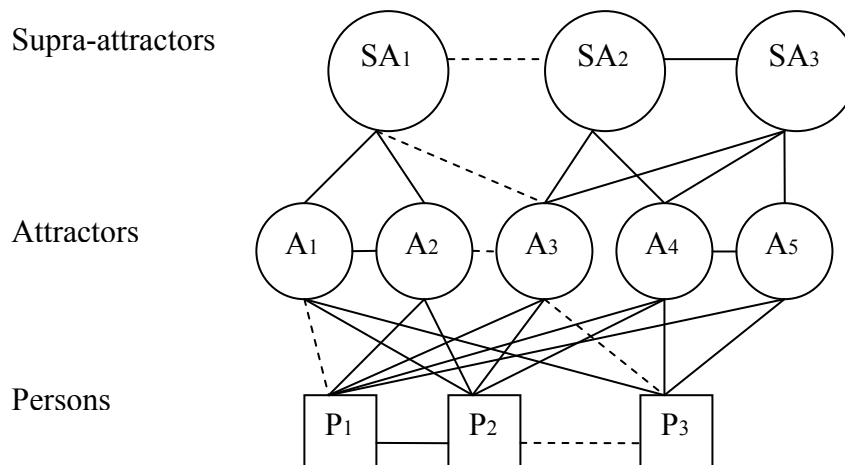 Supra-attractors SA1 SA2 SA3
Attractors A1 A2 A3 A4 A5
Persons P1 P2 P3